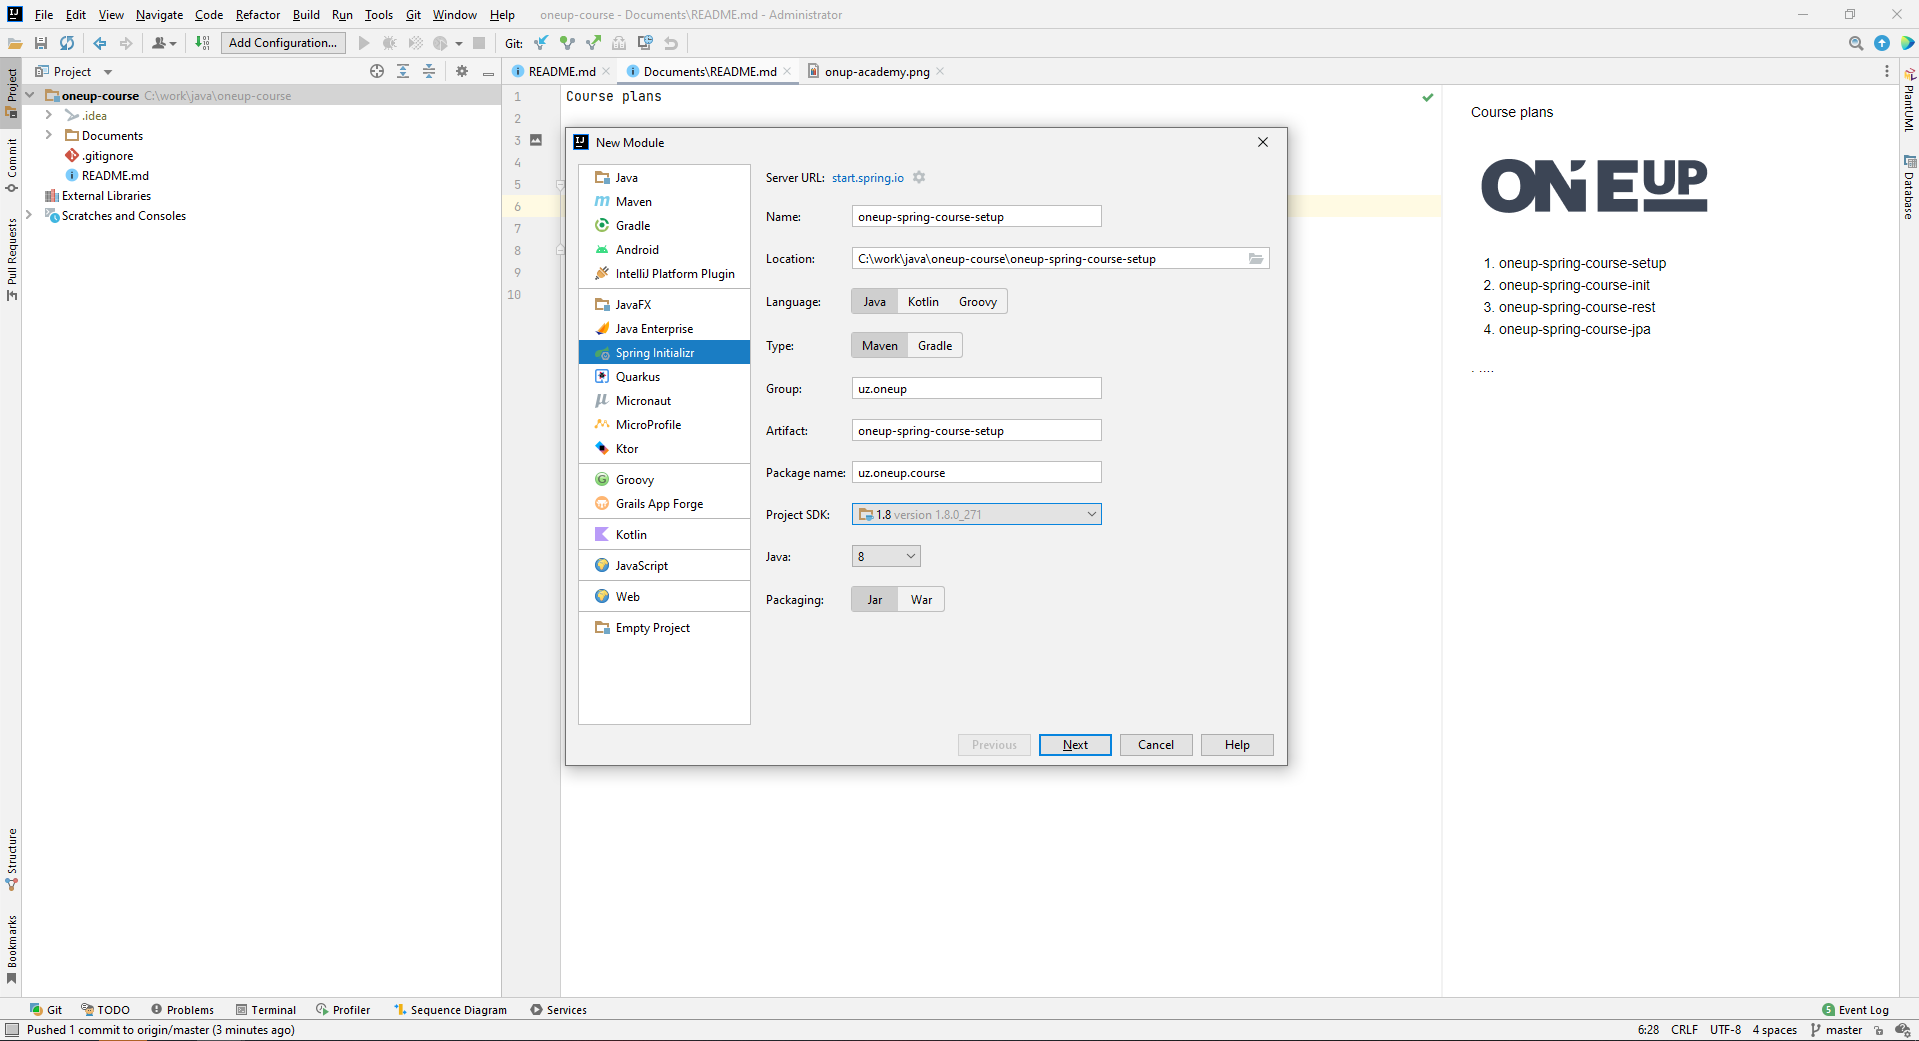 File Edit View Navigate Code Refactor Build Run Tools Git Window Help oneup-course - Documents\README.md - Administrator
Add Configuration... Git:
Project
README.md Documents\README.md onup-academy.png
Project
Commit
Pull Requests
Structure
Bookmarks
oneup-course C:\work\java\oneup-course
.idea
Documents
.gitignore
README.md
External Libraries
Scratches and Consoles
1 Course plans
2
3
4
5
6
7
8
9
10
New Module
Java
Maven
Gradle
Android
IntelliJ Platform Plugin
JavaFX
Java Enterprise
Spring Initializr
Quarkus
Micronaut
MicroProfile
Ktor
Groovy
Grails App Forge
Kotlin
JavaScript
Web
Empty Project
Server URL: start.spring.io
Name: oneup-spring-course-setup
Location: C:\work\java\oneup-course\oneup-spring-course-setup
Language: Java Kotlin Groovy
Type: Maven Gradle
Group: uz.oneup
Artifact: oneup-spring-course-setup
Package name: uz.oneup.course
Project SDK: 1.8 version 1.8.0_271
Java: 8
Packaging: Jar War
Previous Next Cancel Help
Course plans
ONEUP
1. oneup-spring-course-setup
2. oneup-spring-course-init
3. oneup-spring-course-rest
4. oneup-spring-course-jpa
. ....
PlantUML
Database
Git TODO Problems Terminal Profiler Sequence Diagram Services 5 Event Log
Pushed 1 commit to origin/master (3 minutes ago) 6:28 CRLF UTF-8 4 spaces master